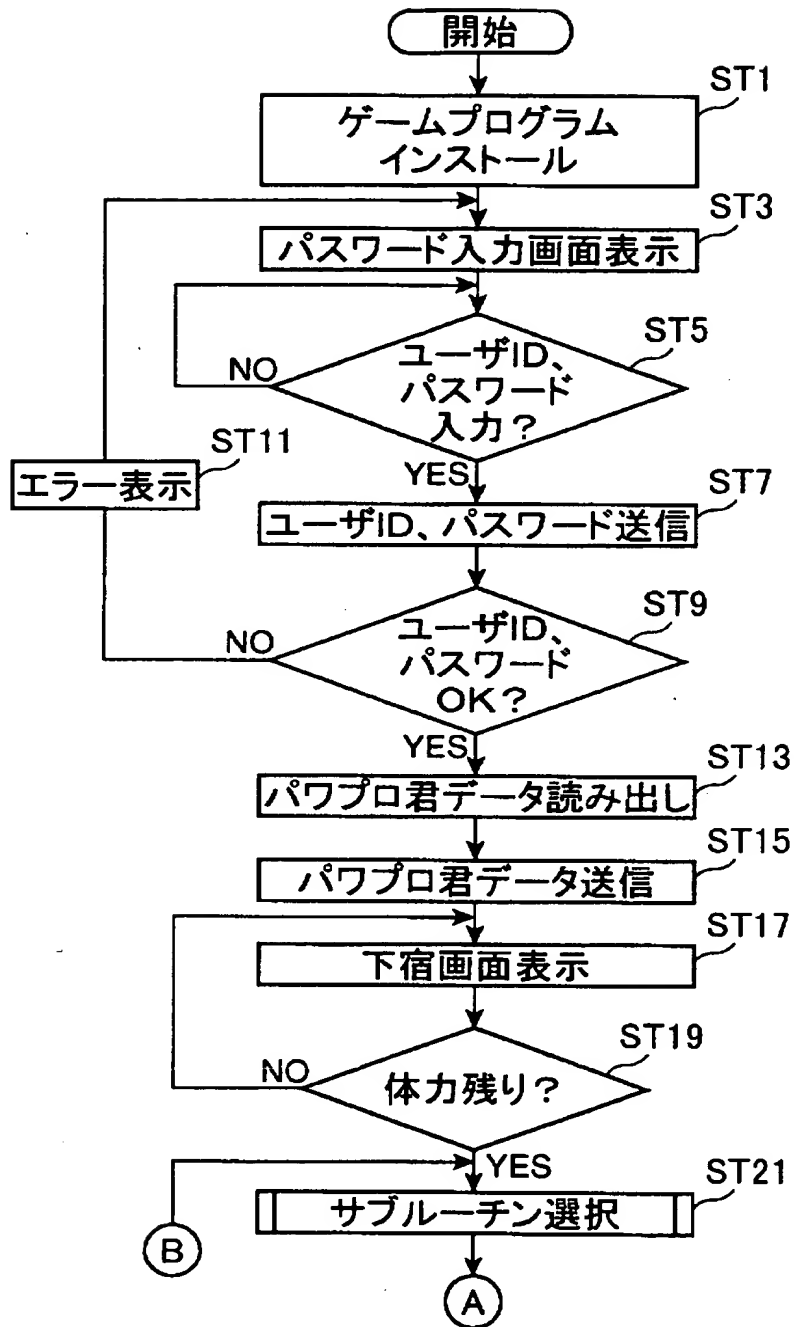 開始
ST1
ゲームプログラム
インストール
ST3
パスワード入力画面表示
ST5
ユーザID、
パスワード
入力?
NO
YES
ST11
エラー表示
ST7
ユーザID、パスワード送信
ST9
ユーザID、
パスワード
OK?
NO
YES
ST13
パワプロ君データ読み出し
ST15
パワプロ君データ送信
ST17
下宿画面表示
ST19
体力残り?
NO
YES
ST21
サブルーチン選択
B
A